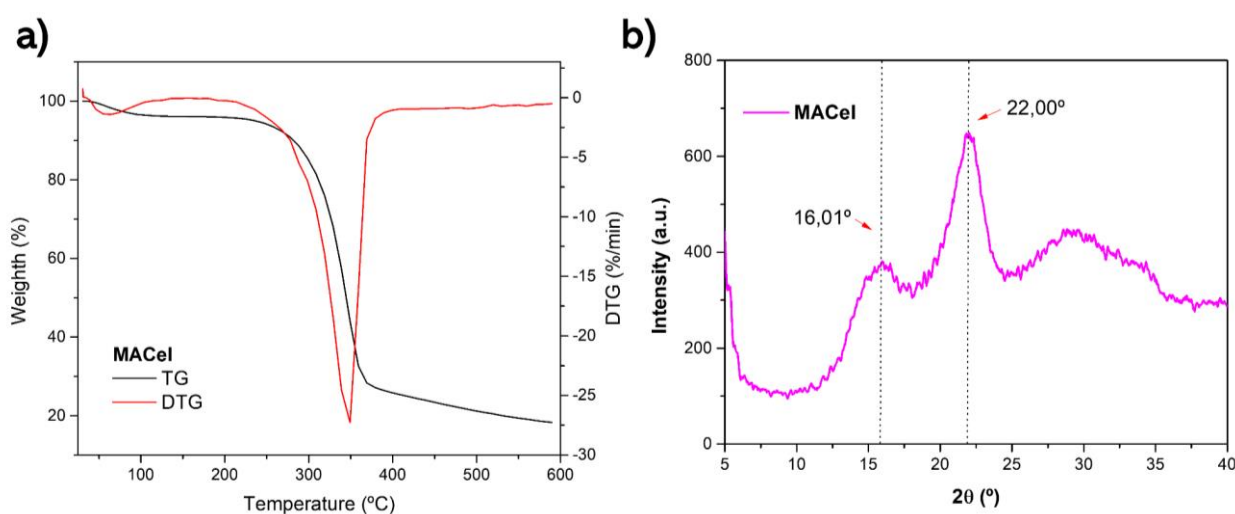 a)
Weigth (%)
100
80
60
40
20
MACel
TG
DTG
100
200
300
400
500
600
Temperature (ºC)
0
-5
-10
-15
-20
-25
-30
DTG (%/min)
b)
Intensity (a.u.)
800
600
400
200
0
MACel
16,01º
22,00º
5
10
15
20
25
30
35
40
2θ (º)